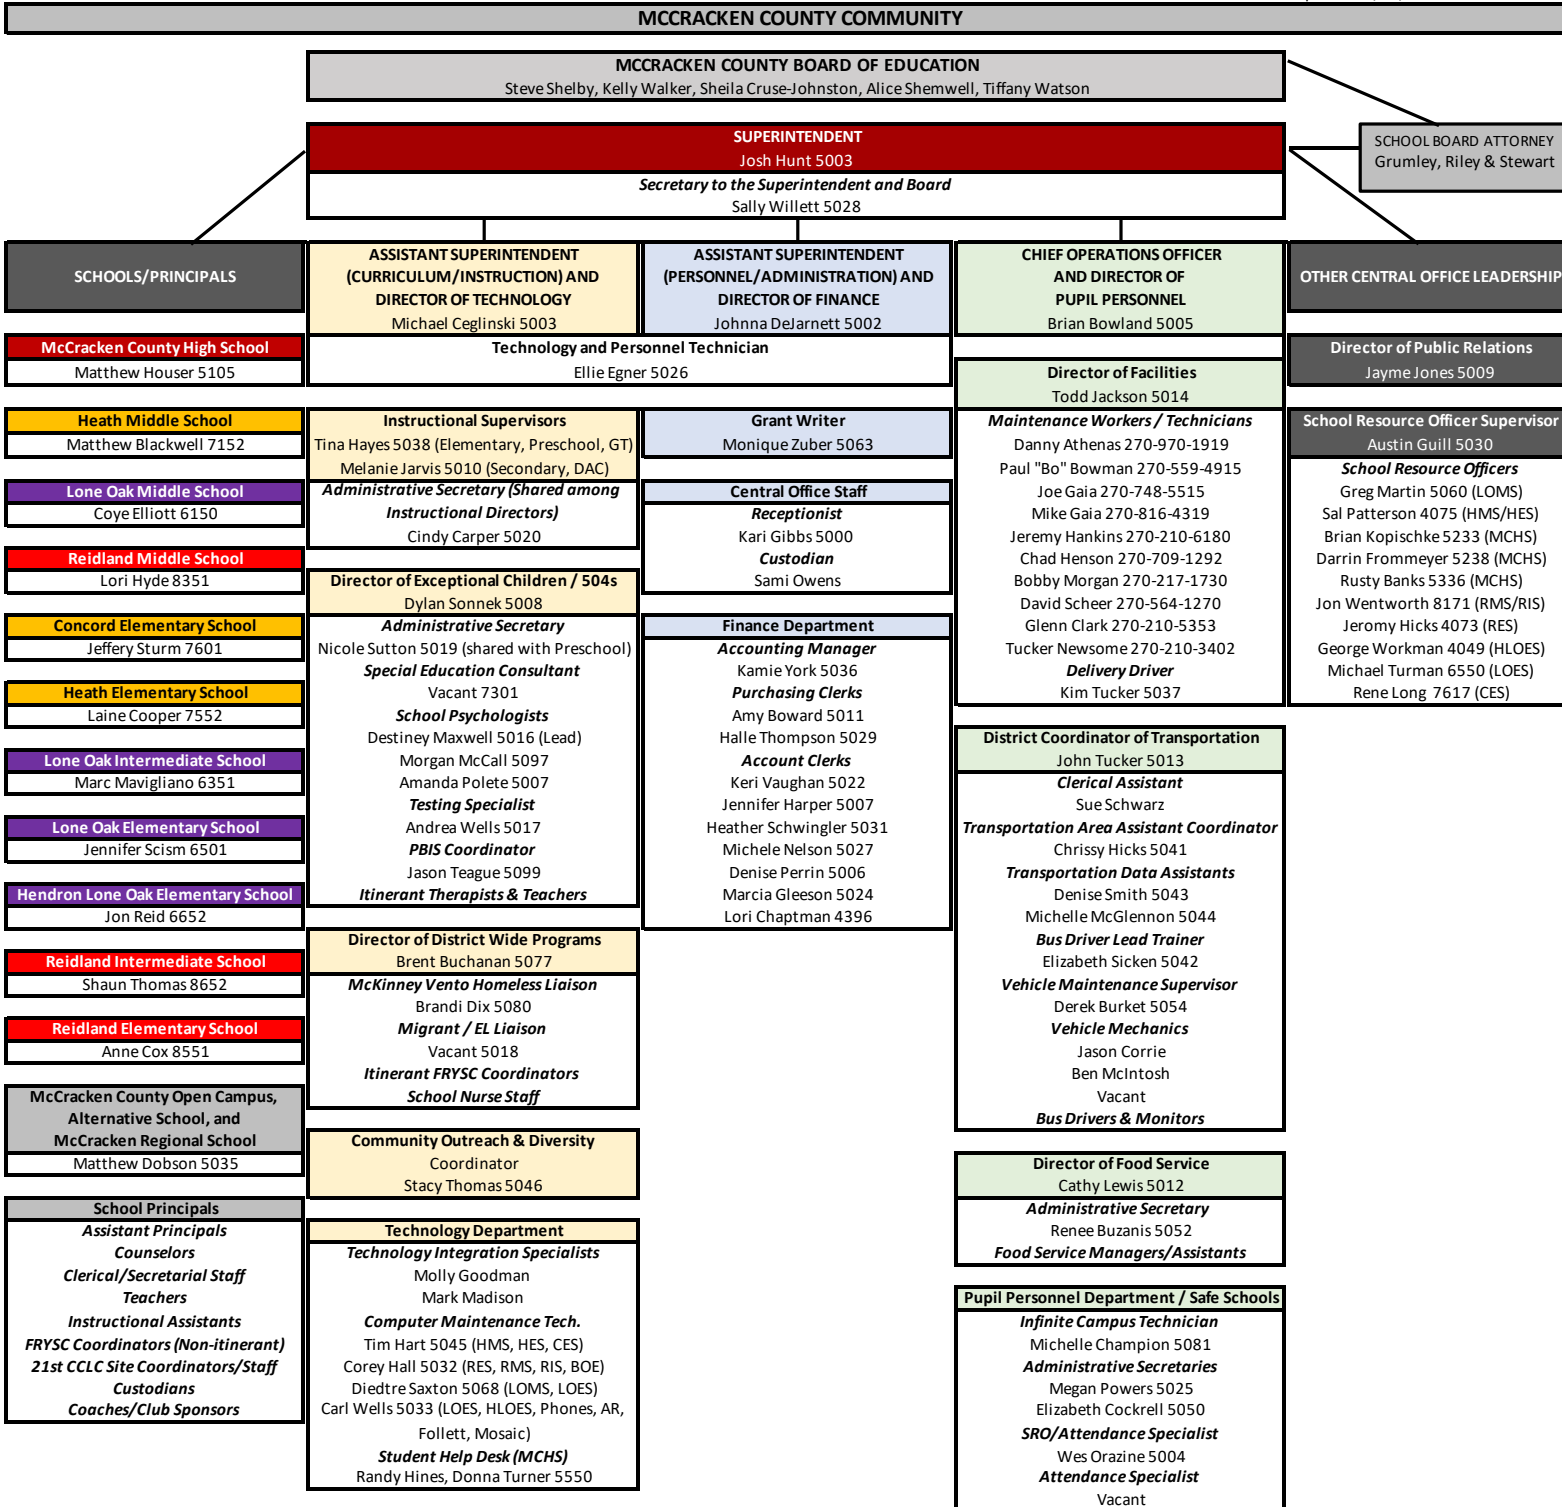 MCCRACKEN COUNTY COMMUNITY
MCCRACKEN COUNTY BOARD OF EDUCATION
Steve Shelby, Kelly Walker, Sheila Cruse-Johnston, Alice Shemwell, Tiffany Watson
SUPERINTENDENT
Josh Hunt 5003
Secretary to the Superintendent and Board
Sally Willett 5028
SCHOOL BOARD ATTORNEY
Grumley, Riley & Stewart
SCHOOLS/PRINCIPALS
McCracken County High School
Matthew Houser 5105
Heath Middle School
Matthew Blackwell 7152
Lone Oak Middle School
Coye Elliott 6150
Reidland Middle School
Lori Hyde 8351
Concord Elementary School
Jeffery Sturm 7601
Heath Elementary School
Laine Cooper 7552
Lone Oak Intermediate School
Marc Mavigliano 6351
Lone Oak Elementary School
Jennifer Scism 6501
Hendron Lone Oak Elementary School
Jon Reid 6652
Reidland Intermediate School
Shaun Thomas 8652
Reidland Elementary School
Anne Cox 8551
McCracken County Open Campus,
Alternative School, and
McCracken Regional School
Matthew Dobson 5035
School Principals
Assistant Principals
Counselors
Clerical/Secretarial Staff
Teachers
Instructional Assistants
FRYSC Coordinators (Non-itinerant)
21st CCLC Site Coordinators/Staff
Custodians
Coaches/Club Sponsors
ASSISTANT SUPERINTENDENT
(CURRICULUM/INSTRUCTION) AND
DIRECTOR OF TECHNOLOGY
Michael Ceglinski 5003
ASSISTANT SUPERINTENDENT
(PERSONNEL/ADMINISTRATION) AND
DIRECTOR OF FINANCE
Johnna DeJarnett 5002
Technology and Personnel Technician
Ellie Egner 5026
Instructional Supervisors
Tina Hayes 5038 (Elementary, Preschool, GT)
Melanie Jarvis 5010 (Secondary, DAC)
Administrative Secretary (Shared among
Instructional Directors)
Cindy Carper 5020
Director of Exceptional Children / 504s
Dylan Sonnek 5008
Administrative Secretary
Nicole Sutton 5019 (shared with Preschool)
Special Education Consultant
Vacant 7301
School Psychologists
Destiney Maxwell 5016 (Lead)
Morgan McCall 5097
Amanda Polete 5007
Testing Specialist
Andrea Wells 5017
PBIS Coordinator
Jason Teague 5099
Itinerant Therapists & Teachers
Director of District Wide Programs
Brent Buchanan 5077
McKinney Vento Homeless Liaison
Brandi Dix 5080
Migrant / EL Liaison
Vacant 5018
Itinerant FRYSC Coordinators
School Nurse Staff
Community Outreach & Diversity
Coordinator
Stacy Thomas 5046
Technology Department
Technology Integration Specialists
Molly Goodman
Mark Madison
Computer Maintenance Tech.
Tim Hart 5045 (HMS, HES, CES)
Corey Hall 5032 (RES, RMS, RIS, BOE)
Diedtre Saxton 5068 (LOMS, LOES)
Carl Wells 5033 (LOES, HLOES, Phones, AR,
Follett, Mosaic)
Student Help Desk (MCHS)
Randy Hines, Donna Turner 5550
Grant Writer
Monique Zuber 5063
Central Office Staff
Receptionist
Kari Gibbs 5000
Custodian
Sami Owens
Finance Department
Accounting Manager
Kamie York 5036
Purchasing Clerks
Amy Boward 5011
Halle Thompson 5029
Account Clerks
Keri Vaughan 5022
Jennifer Harper 5007
Heather Schwingler 5031
Michele Nelson 5027
Denise Perrin 5006
Marcia Gleeson 5024
Lori Chaptman 4396
CHIEF OPERATIONS OFFICER
AND DIRECTOR OF
PUPIL PERSONNEL
Brian Bowland 5005
Director of Facilities
Todd Jackson 5014
Maintenance Workers / Technicians
Danny Athenas 270-970-1919
Paul "Bo" Bowman 270-559-4915
Joe Gaia 270-748-5515
Mike Gaia 270-816-4319
Jeremy Hankins 270-210-6180
Chad Henson 270-709-1292
Bobby Morgan 270-217-1730
David Scheer 270-564-1270
Glenn Clark 270-210-5353
Tucker Newsome 270-210-3402
Delivery Driver
Kim Tucker 5037
District Coordinator of Transportation
John Tucker 5013
Clerical Assistant
Sue Schwarz
Transportation Area Assistant Coordinator
Chrissy Hicks 5041
Transportation Data Assistants
Denise Smith 5043
Michelle McGlennon 5044
Bus Driver Lead Trainer
Elizabeth Sicken 5042
Vehicle Maintenance Supervisor
Derek Burket 5054
Vehicle Mechanics
Jason Corrie
Ben McIntosh
Vacant
Bus Drivers & Monitors
Director of Food Service
Cathy Lewis 5012
Administrative Secretary
Renee Buzanis 5052
Food Service Managers/Assistants
Pupil Personnel Department / Safe Schools
Infinite Campus Technician
Michelle Champion 5081
Administrative Secretaries
Megan Powers 5025
Elizabeth Cockrell 5050
SRO/Attendance Specialist
Wes Orazine 5004
Attendance Specialist
Vacant
OTHER CENTRAL OFFICE LEADERSHIP
Director of Public Relations
Jayme Jones 5009
School Resource Officer Supervisor
Austin Guill 5030
School Resource Officers
Greg Martin 5060 (LOMS)
Sal Patterson 4075 (HMS/HES)
Brian Kopischke 5233 (MCHS)
Darrin Frommeyer 5238 (MCHS)
Rusty Banks 5336 (MCHS)
Jon Wentworth 8171 (RMS/RIS)
Jeromy Hicks 4073 (RES)
George Workman 4049 (HLOES)
Michael Turman 6550 (LOES)
Rene Long 7617 (CES)